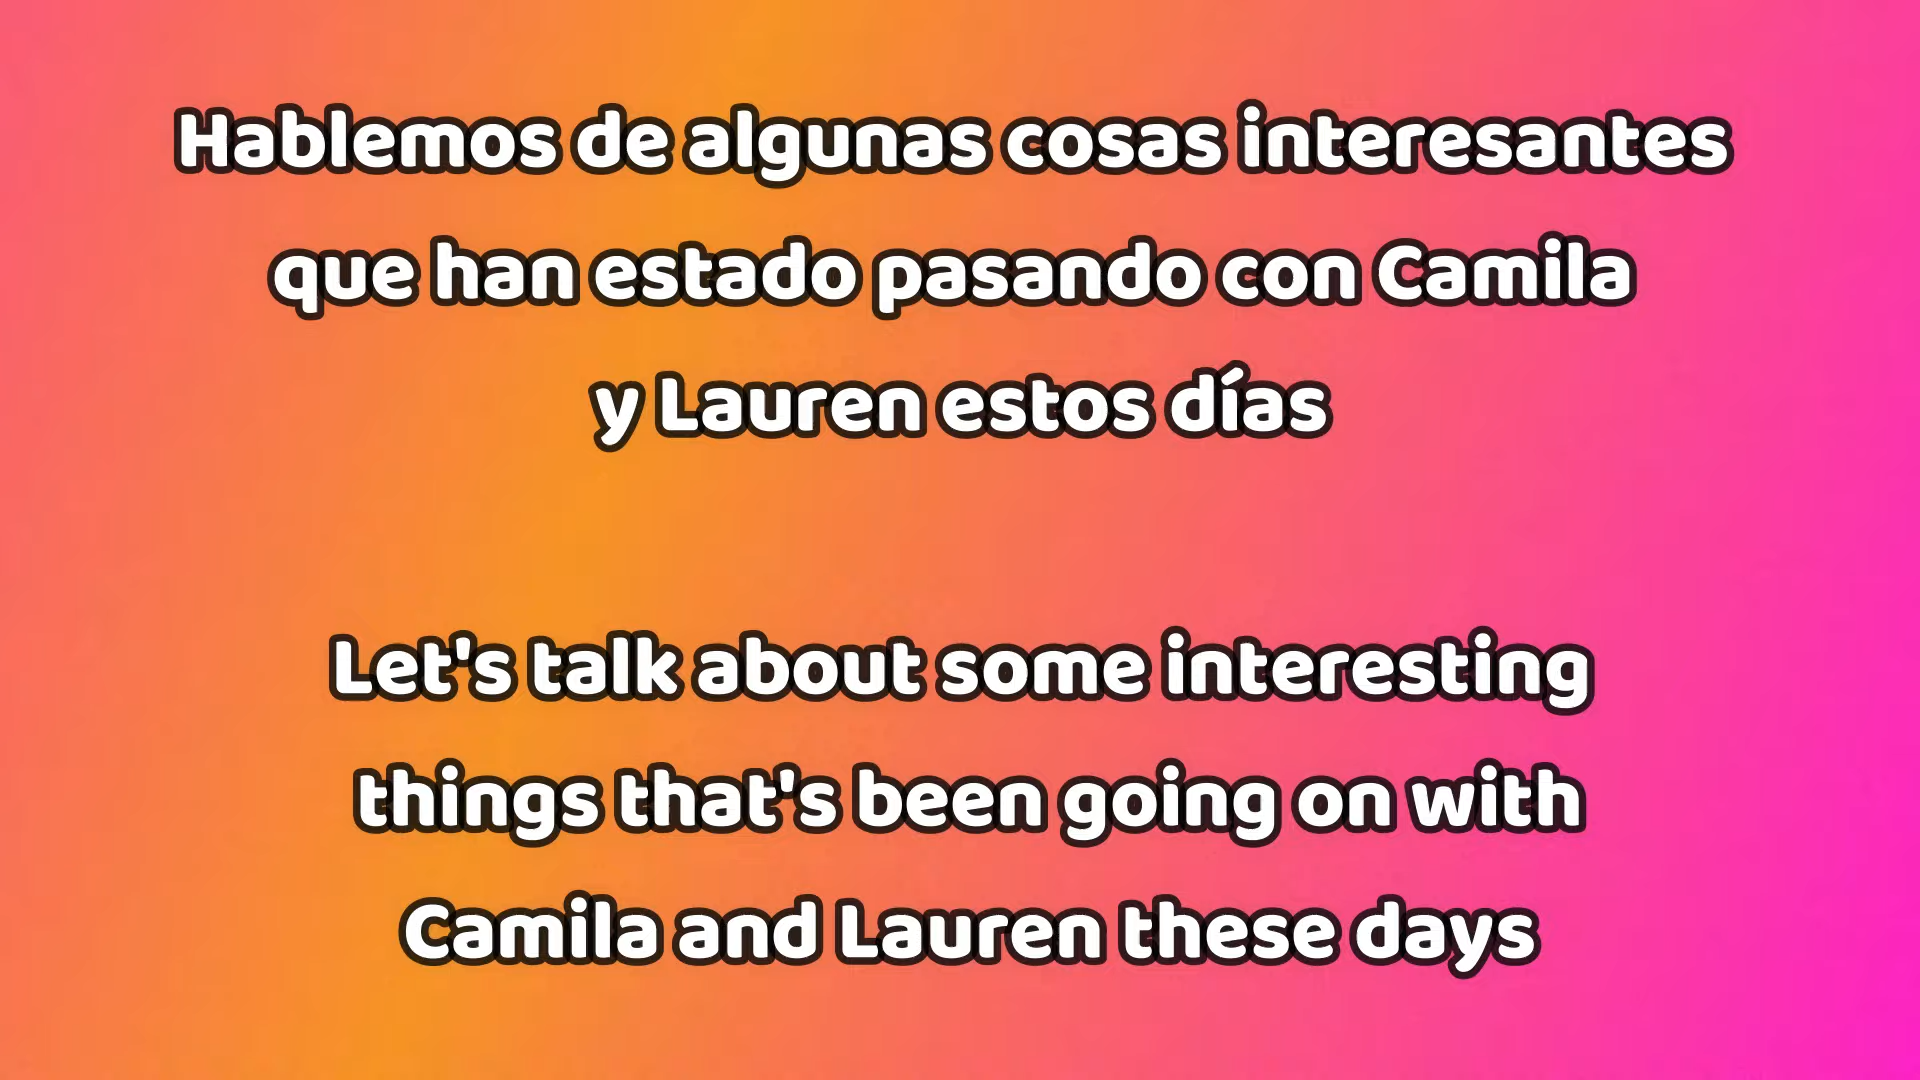 Hablemos de algunas cosas interesantes
que han estado pasando con Camila
y Lauren estos días
Let's talk about some interesting
things that's been going on with
Camila and Lauren these days